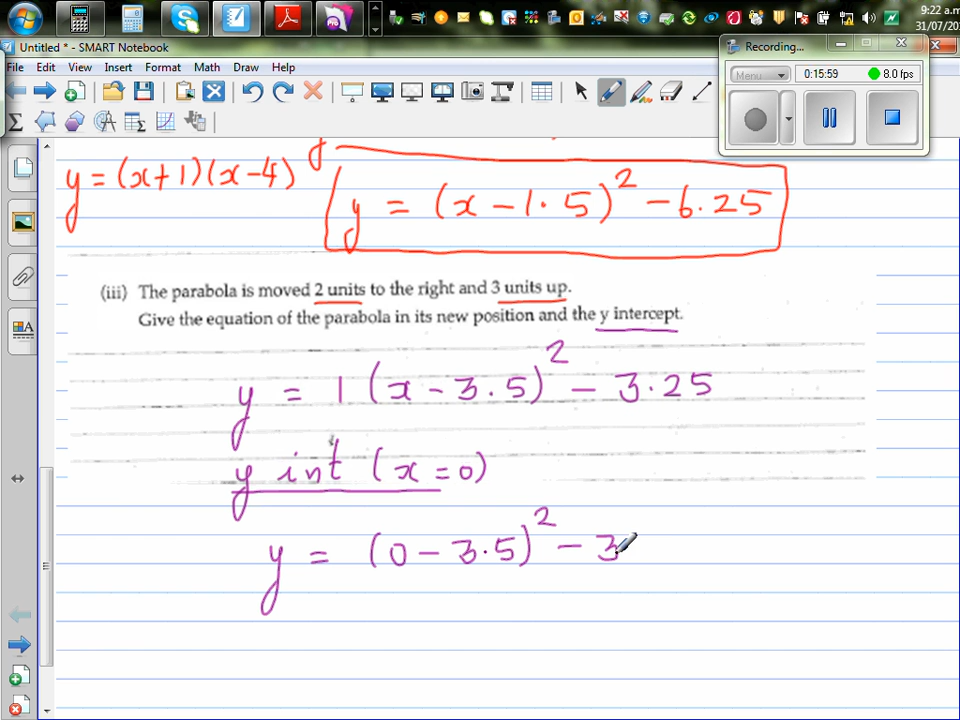 9:22 a.m
31/07/20
Untitled * - SMART Notebook
File Edit View Insert Format Math Draw Help
Recording...
Menu 0:15:59 8.0 fps
y = (x+1)(x-4)
y = (x - 1.5)² - 6.25
(iii) The parabola is moved 2 units to the right and 3 units up.
Give the equation of the parabola in its new position and the y intercept.
y = 1(x - 3.5)² - 3.25
y int (x = 0)
y = (0 - 3.5)² - 3